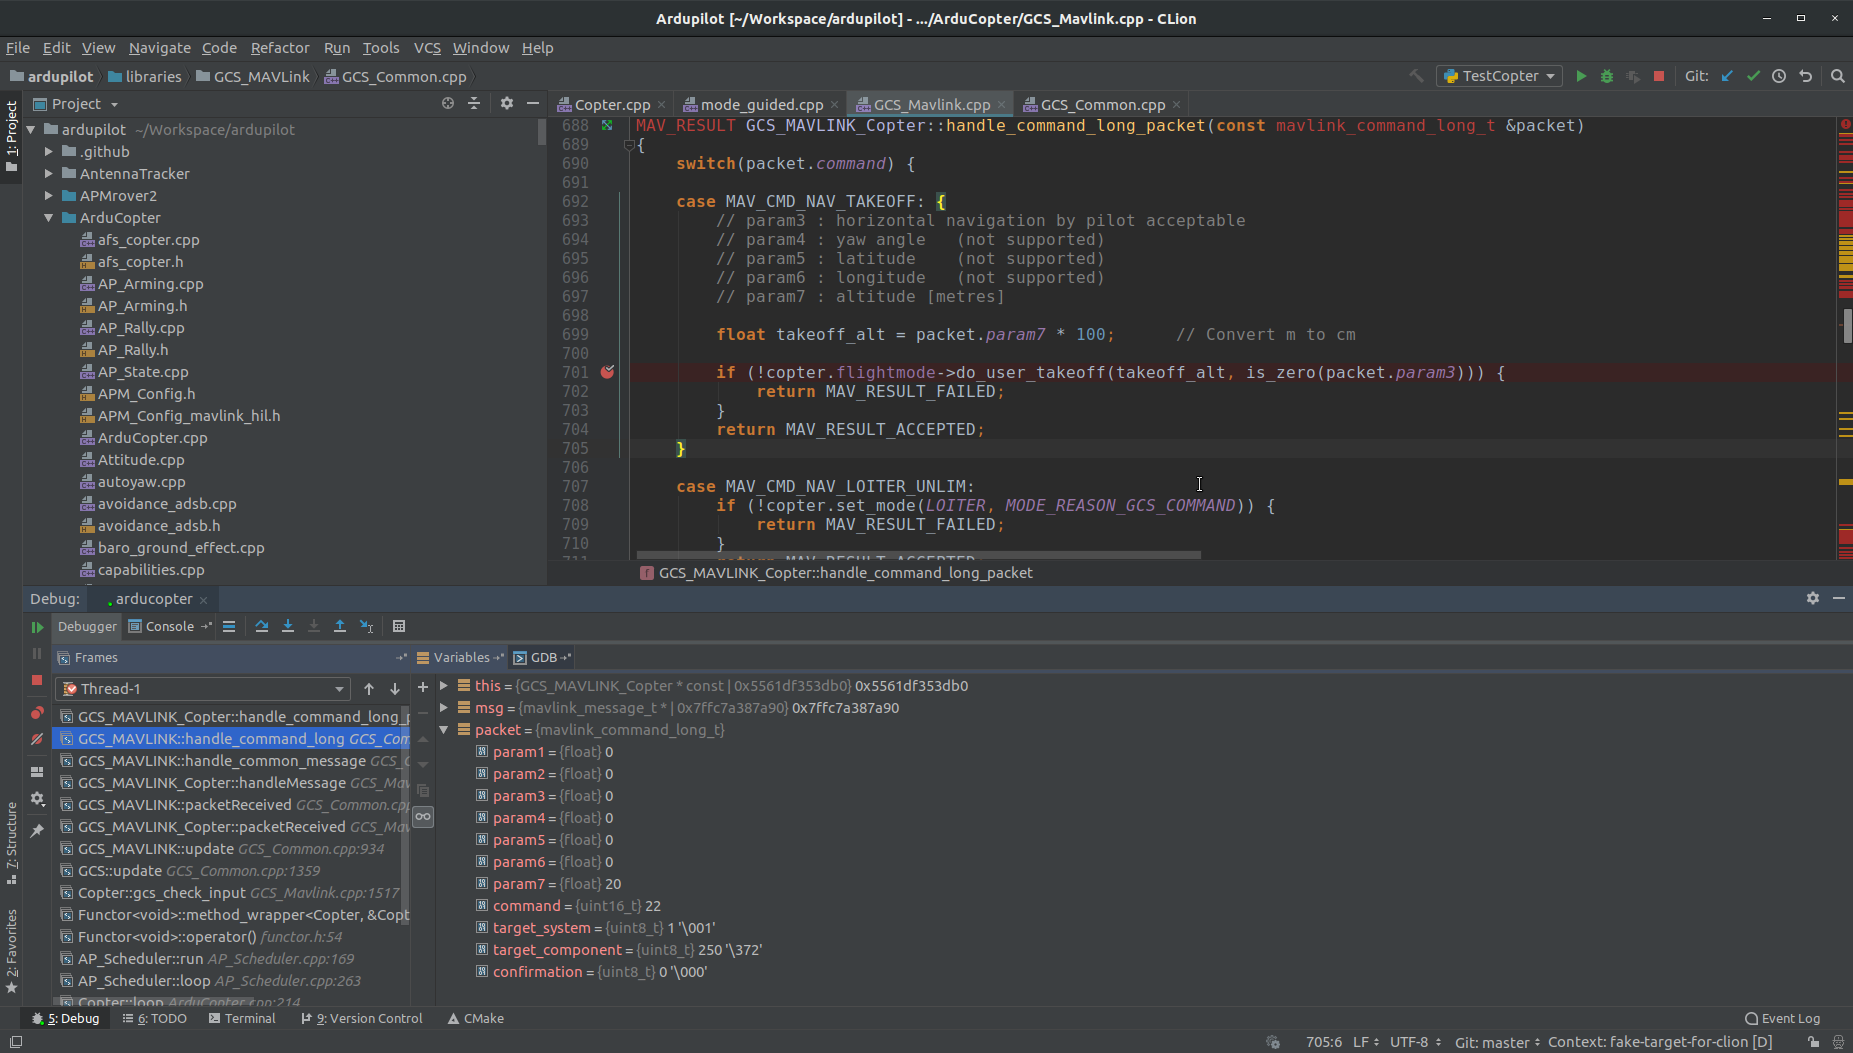 Ardupilot [~/Workspace/ardupilot] - .../ArduCopter/GCS_Mavlink.cpp - CLion
File Edit View Navigate Code Refactor Run Tools VCS Window Help
ardupilot libraries GCS_MAVLink GCS_Common.cpp
TestCopter Git:
1: Project
Project
ardupilot ~/Workspace/ardupilot
.github
AntennaTracker
APMrover2
ArduCopter
afs_copter.cpp
afs_copter.h
AP_Arming.cpp
AP_Arming.h
AP_Rally.cpp
AP_Rally.h
AP_State.cpp
APM_Config.h
APM_Config_mavlink_hil.h
ArduCopter.cpp
Attitude.cpp
autoyaw.cpp
avoidance_adsb.cpp
avoidance_adsb.h
baro_ground_effect.cpp
capabilities.cpp
Copter.cpp mode_guided.cpp GCS_Mavlink.cpp GCS_Common.cpp
688 MAV_RESULT GCS_MAVLINK_Copter::handle_command_long_packet(const mavlink_command_long_t &packet)
689 {
690 switch(packet.command) {
691
692 case MAV_CMD_NAV_TAKEOFF: {
693 // param3 : horizontal navigation by pilot acceptable
694 // param4 : yaw angle (not supported)
695 // param5 : latitude (not supported)
696 // param6 : longitude (not supported)
697 // param7 : altitude [metres]
698
699 float takeoff_alt = packet.param7 * 100; // Convert m to cm
700
701 if (!copter.flightmode->do_user_takeoff(takeoff_alt, is_zero(packet.param3))) {
702 return MAV_RESULT_FAILED;
703 }
704 return MAV_RESULT_ACCEPTED;
705 }
706
707 case MAV_CMD_NAV_LOITER_UNLIM:
708 if (!copter.set_mode(LOITER, MODE_REASON_GCS_COMMAND)) {
709 return MAV_RESULT_FAILED;
710 }
711 return MAV_RESULT_ACCEPTED;
f GCS_MAVLINK_Copter::handle_command_long_packet
Debug: arducopter
Debugger Console
Frames
Thread-1
GCS_MAVLINK_Copter::handle_command_long_p
GCS_MAVLINK::handle_command_long GCS_Com
GCS_MAVLINK::handle_common_message GCS_C
GCS_MAVLINK_Copter::handleMessage GCS_Mav
GCS_MAVLINK::packetReceived GCS_Common.cpp
GCS_MAVLINK_Copter::packetReceived GCS_Mav
GCS_MAVLINK::update GCS_Common.cpp:934
GCS::update GCS_Common.cpp:1359
Copter::gcs_check_input GCS_Mavlink.cpp:1517
Functor<void>::method_wrapper<Copter, &Copt
Functor<void>::operator() functor.h:54
AP_Scheduler::run AP_Scheduler.cpp:169
AP_Scheduler::loop AP_Scheduler.cpp:263
Copter::loop ArduCopter.cpp:214
Variables GDB
this = {GCS_MAVLINK_Copter * const | 0x5561df353db0} 0x5561df353db0
msg = {mavlink_message_t * | 0x7ffc7a387a90} 0x7ffc7a387a90
packet = {mavlink_command_long_t}
param1 = {float} 0
param2 = {float} 0
param3 = {float} 0
param4 = {float} 0
param5 = {float} 0
param6 = {float} 0
param7 = {float} 20
command = {uint16_t} 22
target_system = {uint8_t} 1 '\001'
target_component = {uint8_t} 250 '\372'
confirmation = {uint8_t} 0 '\000'
7: Structure
2: Favorites
5: Debug 6: TODO Terminal 9: Version Control CMake Event Log
705:6 LF UTF-8 Git: master Context: fake-target-for-clion [D]